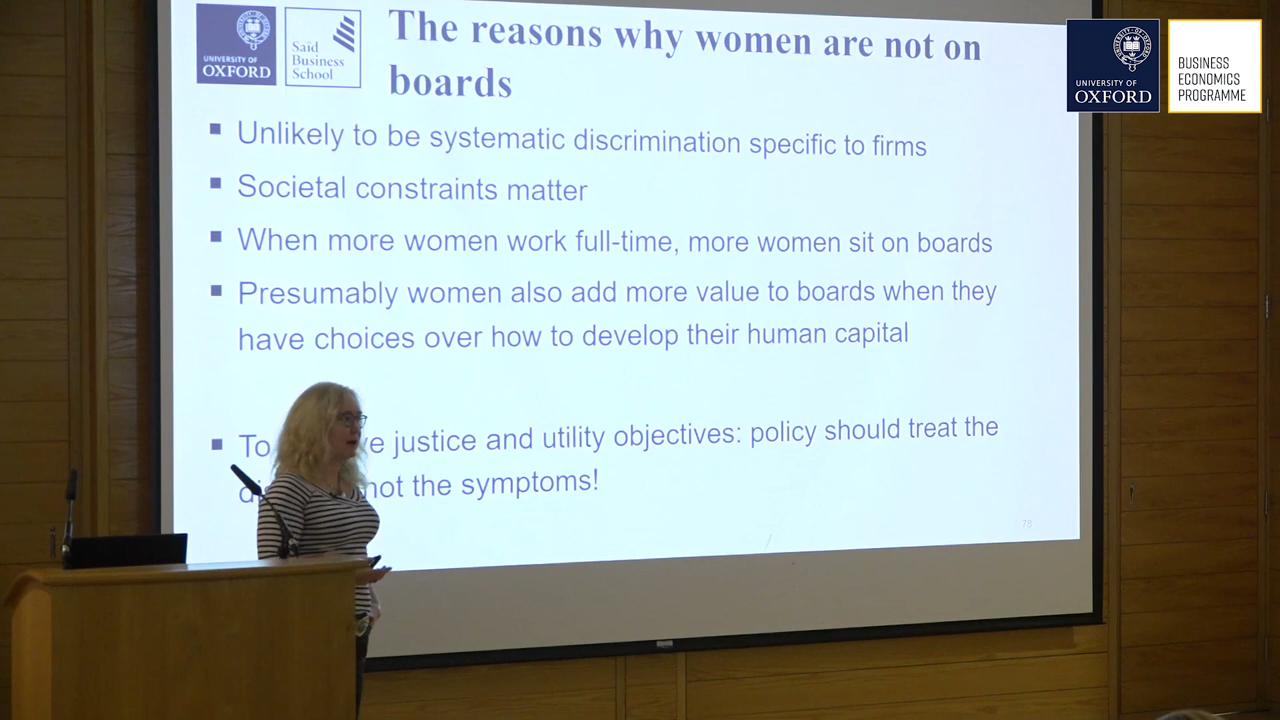 UNIVERSITY OF
OXFORD
Saïd
Business
School
The reasons why women are not on
boards
UNIVERSITY OF
OXFORD
BUSINESS
ECONOMICS
PROGRAMME
■ Unlikely to be systematic discrimination specific to firms
■ Societal constraints matter
■ When more women work full-time, more women sit on boards
■ Presumably women also add more value to boards when they
have choices over how to develop their human capital
■ To justice and utility objectives: policy should treat the
not the symptoms!
78